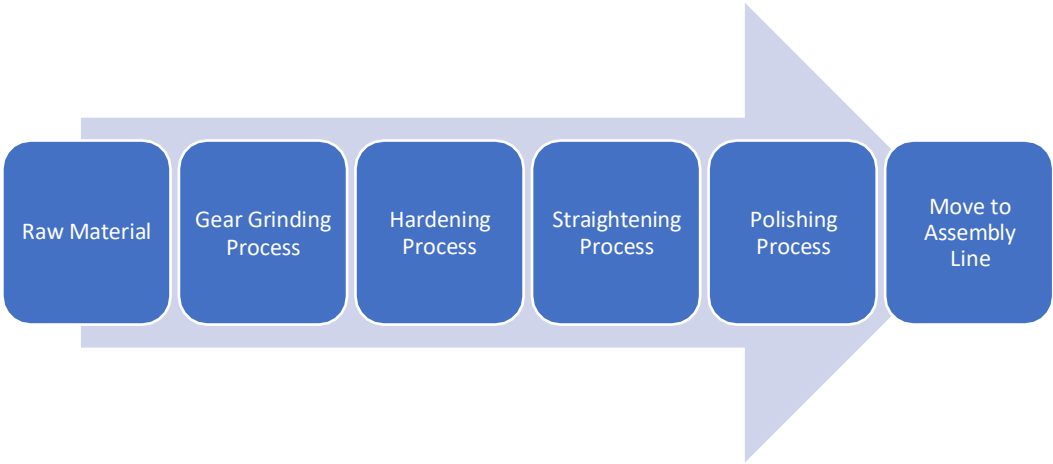 Raw Material
Gear Grinding
Process
Hardening
Process
Straightening
Process
Polishing
Process
Move to
Assembly
Line